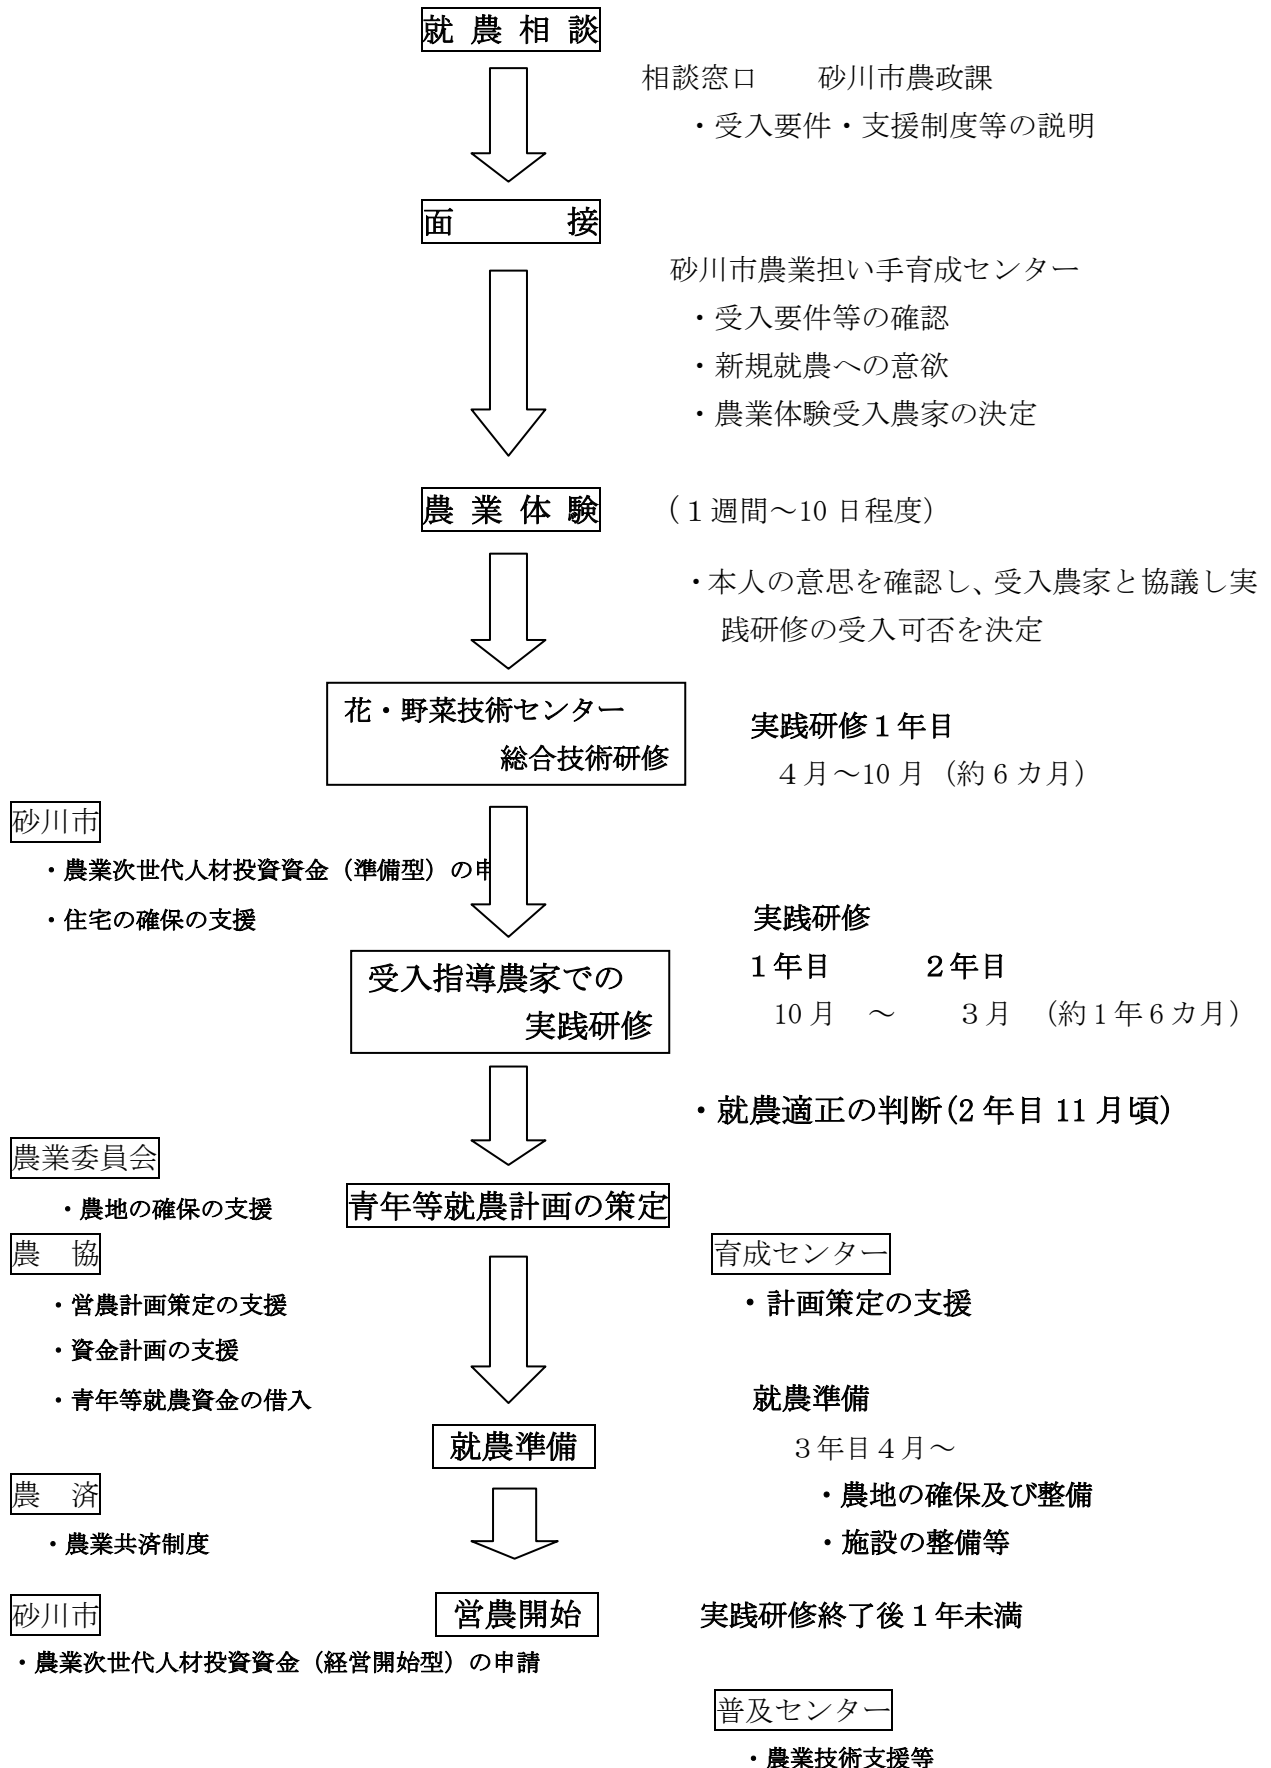 就農相談
相談窓口　　砂川市農政課
・受入要件・支援制度等の説明
面　　　接
砂川市農業担い手育成センター
・受入要件等の確認
・新規就農への意欲
・農業体験受入農家の決定
農業体験　（１週間～10日程度）
・本人の意思を確認し、受入農家と協議し実
践研修の受入可否を決定
花・野菜技術センター
総合技術研修
実践研修１年目
４月～10月（約６カ月）
砂川市
・農業次世代人材投資資金（準備型）の申
・住宅の確保の支援
実践研修
１年目　　　２年目
10月　～　　３月　（約１年６カ月）
受入指導農家での
実践研修
・就農適正の判断(2年目11月頃)
農業委員会
・農地の確保の支援
青年等就農計画の策定
農　協
・営農計画策定の支援
・資金計画の支援
・青年等就農資金の借入
育成センター
・計画策定の支援
就農準備
就農準備
３年目４月～
・農地の確保及び整備
・施設の整備等
農　済
・農業共済制度
砂川市
・農業次世代人材投資資金（経営開始型）の申請
営農開始
実践研修終了後１年未満
普及センター
・農業技術支援等